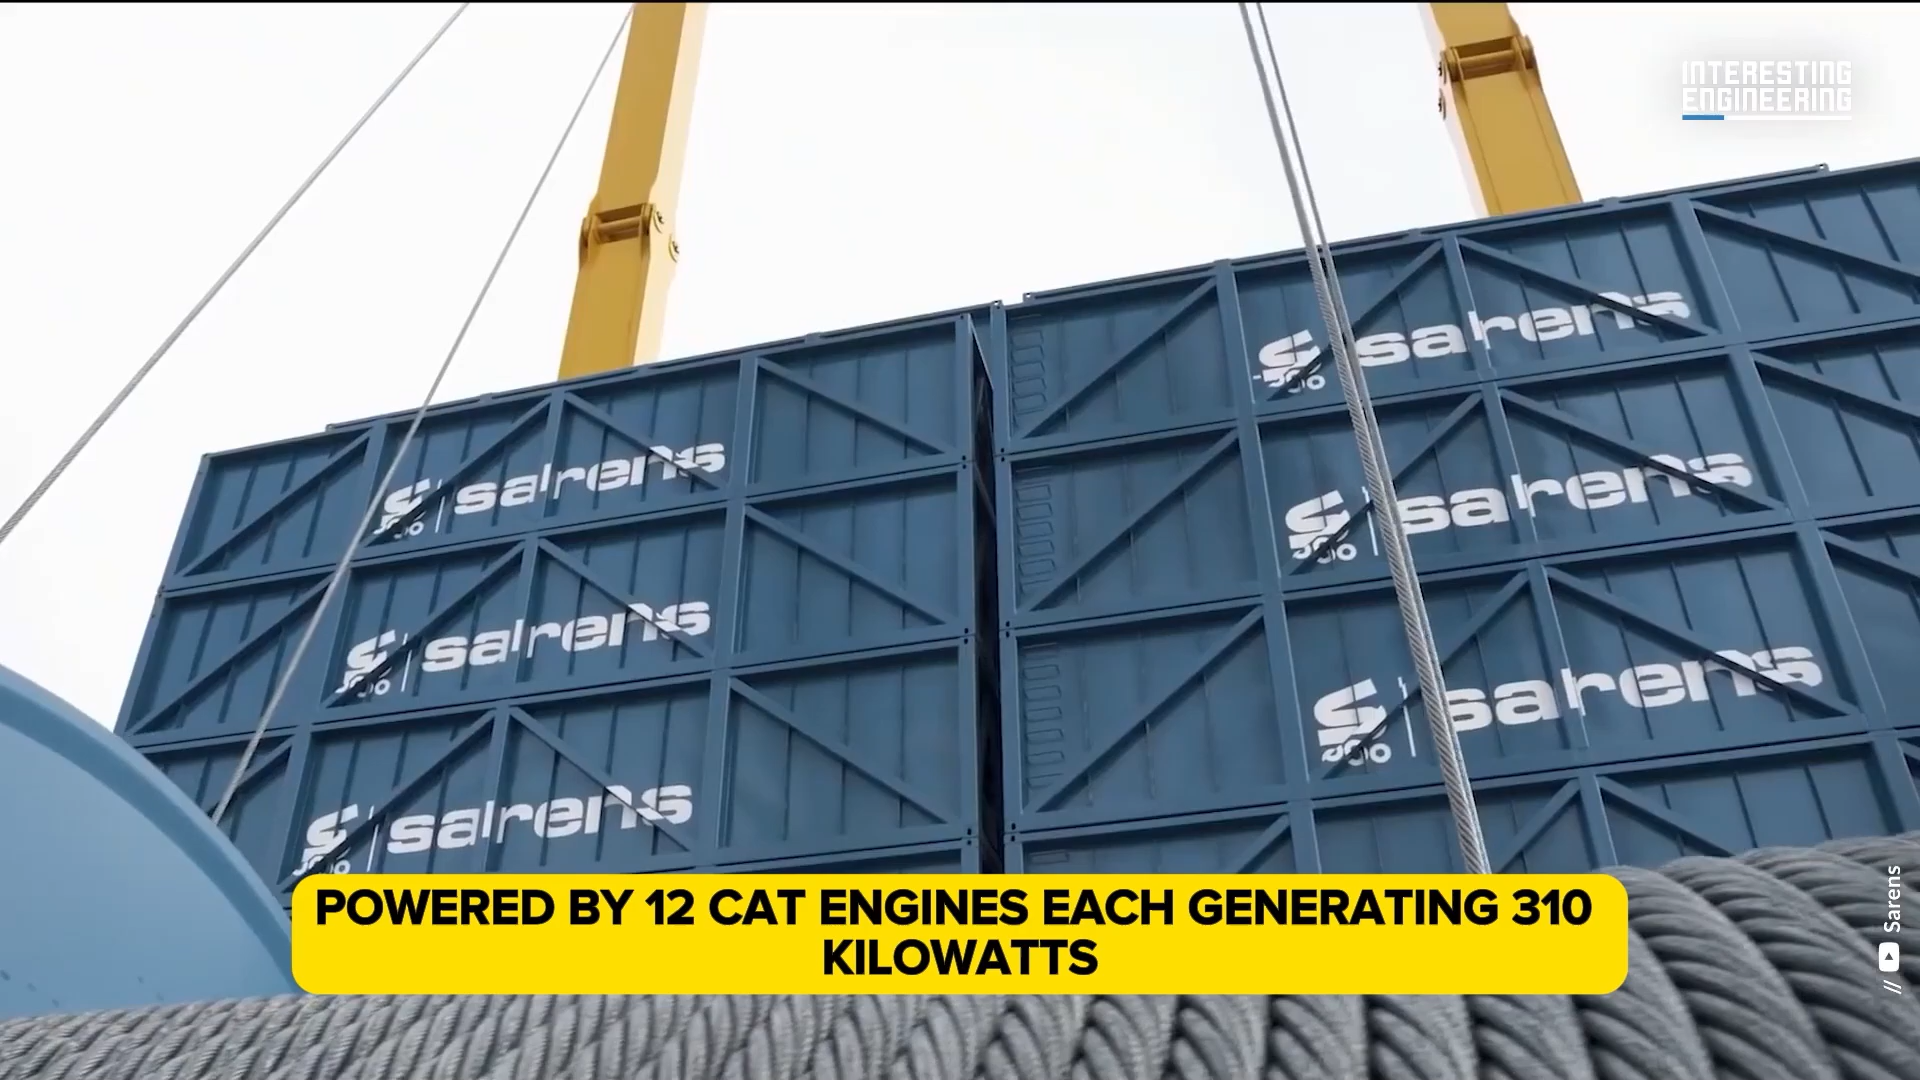 INTERESTING
ENGINEERING
sarens
sarens
sarens
sarens
sarens
sarens
POWERED BY 12 CAT ENGINES EACH GENERATING 310
KILOWATTS
// Sarens